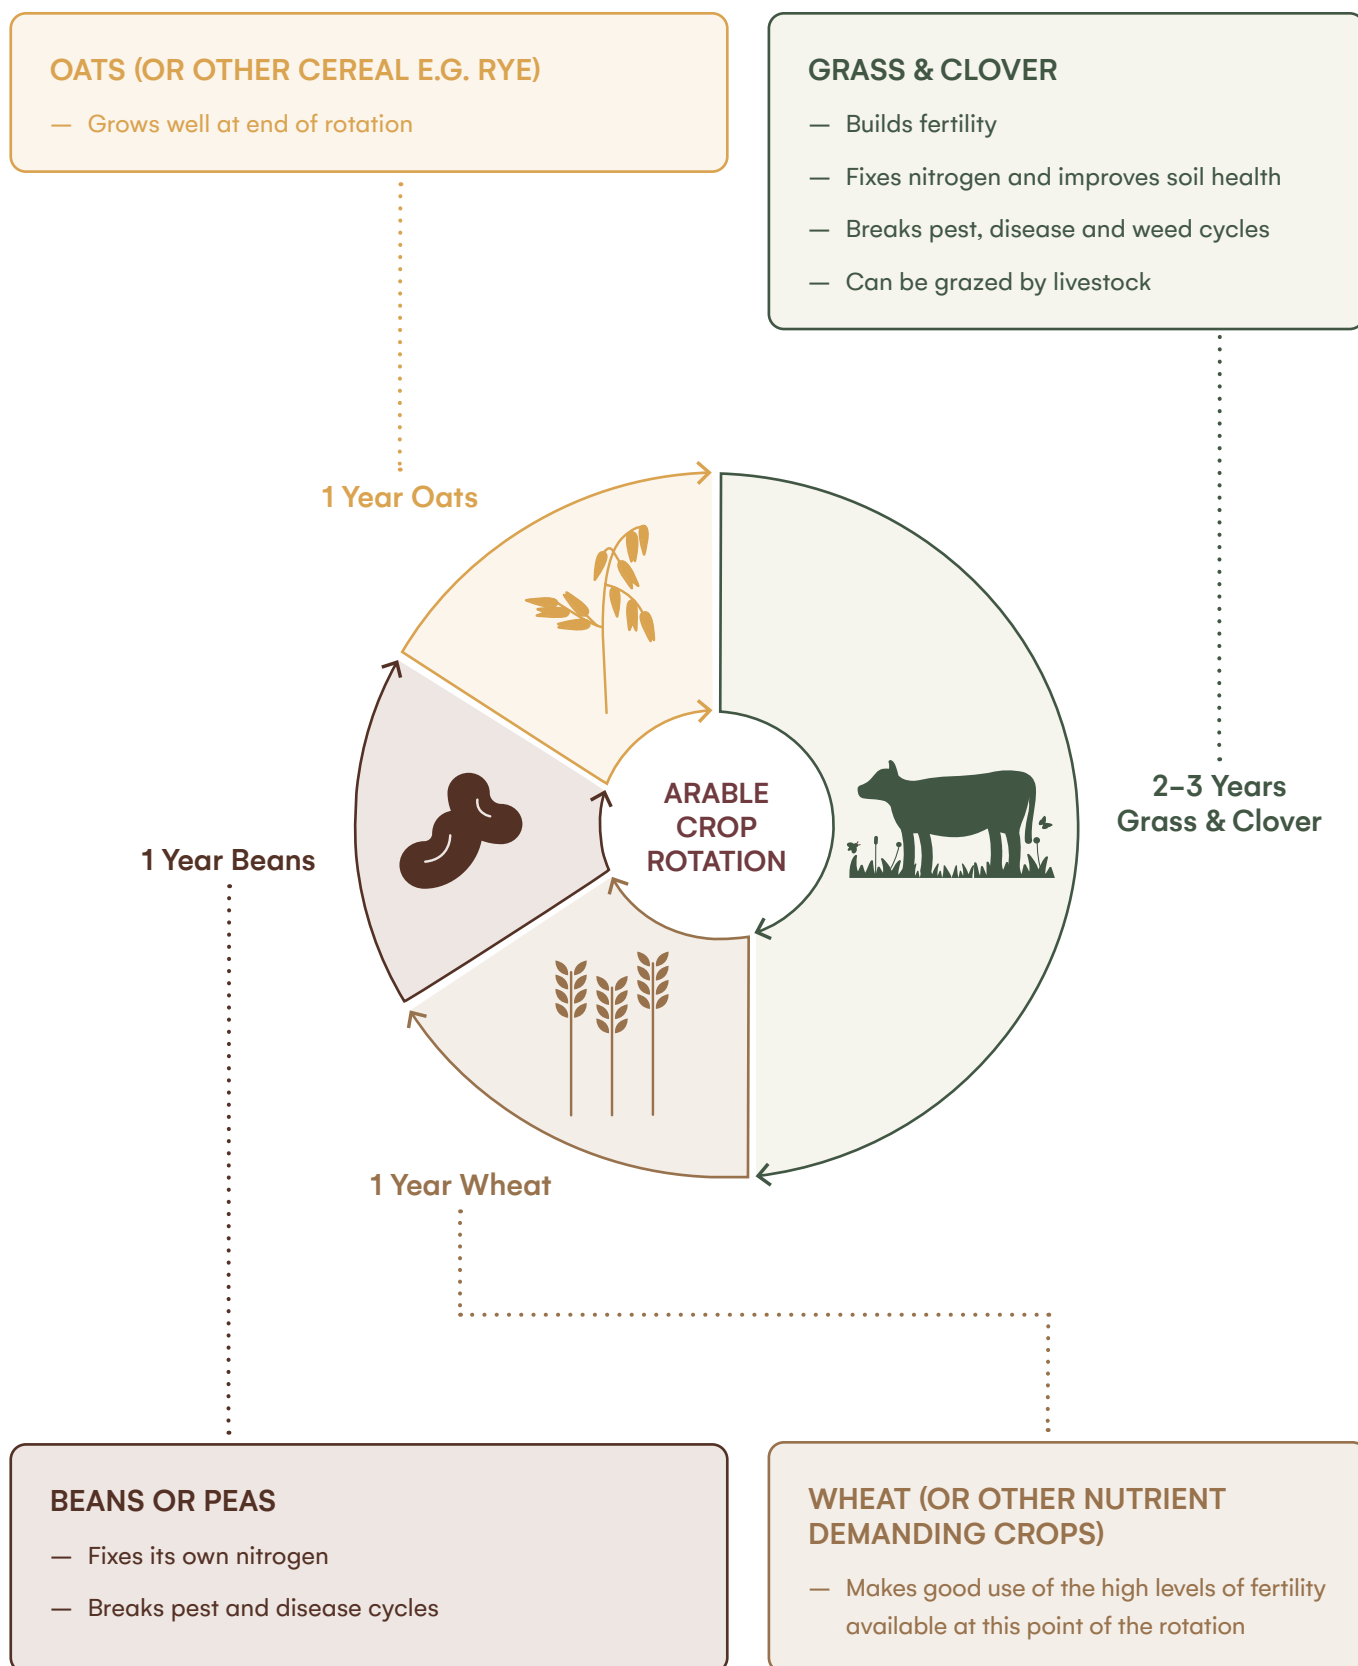 OATS (OR OTHER CEREAL E.G. RYE)
— Grows well at end of rotation
GRASS & CLOVER
— Builds fertility
— Fixes nitrogen and improves soil health
— Breaks pest, disease and weed cycles
— Can be grazed by livestock
1 Year Oats
2–3 Years
Grass & Clover
ARABLE
CROP
ROTATION
1 Year Beans
1 Year Wheat
BEANS OR PEAS
— Fixes its own nitrogen
— Breaks pest and disease cycles
WHEAT (OR OTHER NUTRIENT
DEMANDING CROPS)
— Makes good use of the high levels of fertility
available at this point of the rotation